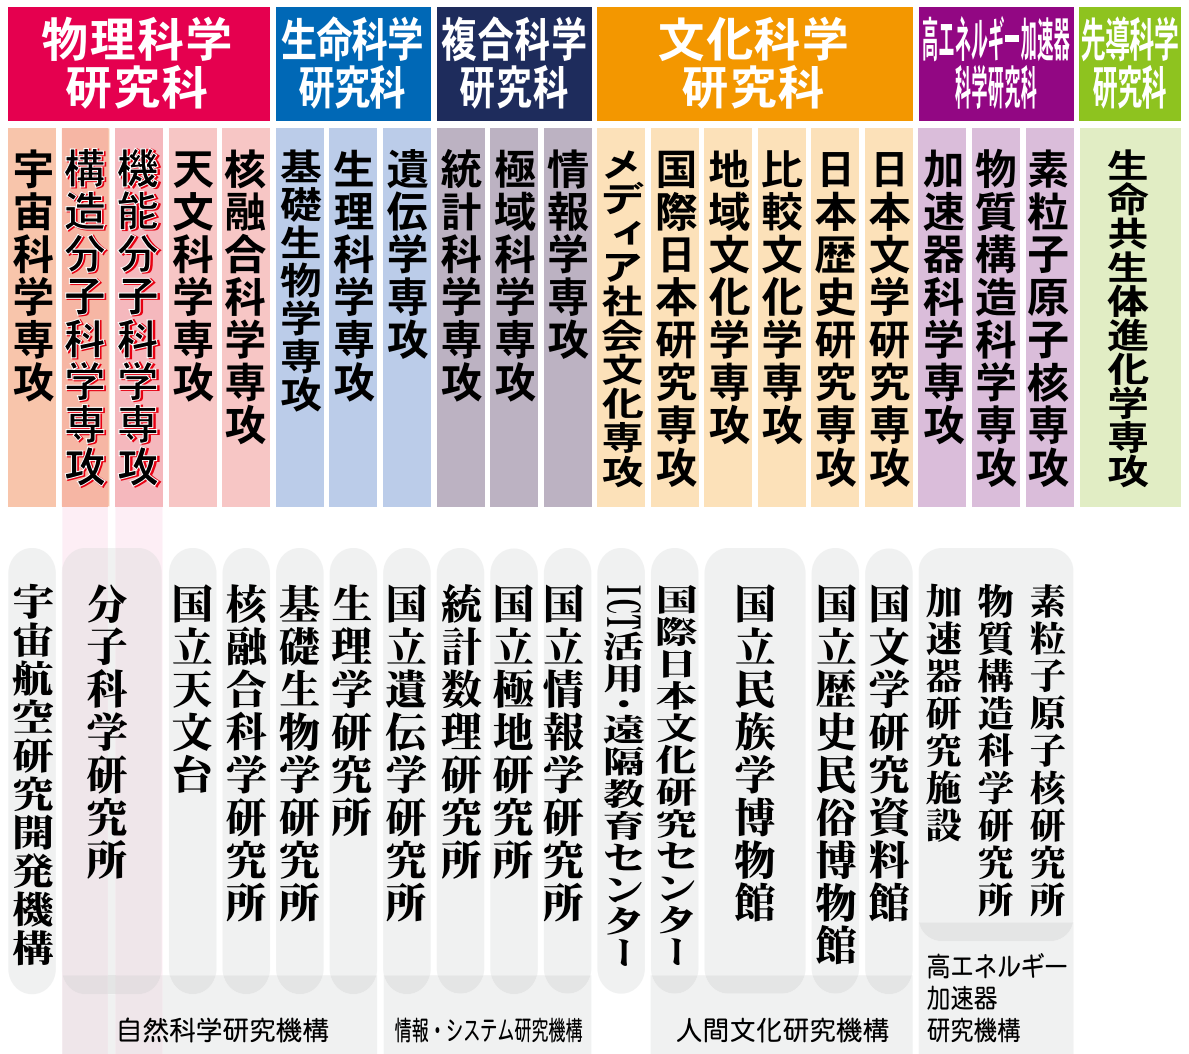 物理科学
研究科
生命科学
研究科
複合科学
研究科
文化科学
研究科
高エネルギー加速器
科学研究科
先導科学
研究科
宇宙科学専攻
構造分子科学専攻
機能分子科学専攻
天文科学専攻
核融合科学専攻
基礎生物学専攻
生理科学専攻
遺伝学専攻
統計科学専攻
極域科学専攻
情報学専攻
メディア社会文化専攻
国際日本研究専攻
地域文化学専攻
比較文化学専攻
日本歴史研究専攻
日本文学研究専攻
加速器科学専攻
物質構造科学専攻
素粒子原子核専攻
生命共生体進化学専攻
宇宙航空研究開発機構
分子科学研究所
国立天文台
核融合科学研究所
基礎生物学研究所
生理学研究所
国立遺伝学研究所
統計数理研究所
国立極地研究所
国立情報学研究所
ICT活用・遠隔教育センター
国際日本文化研究センター
国立民族学博物館
国立歴史民俗博物館
国文学研究資料館
加速器研究施設
物質構造科学研究所
素粒子原子核研究所
自然科学研究機構
情報・システム研究機構
人間文化研究機構
高エネルギー
加速器
研究機構